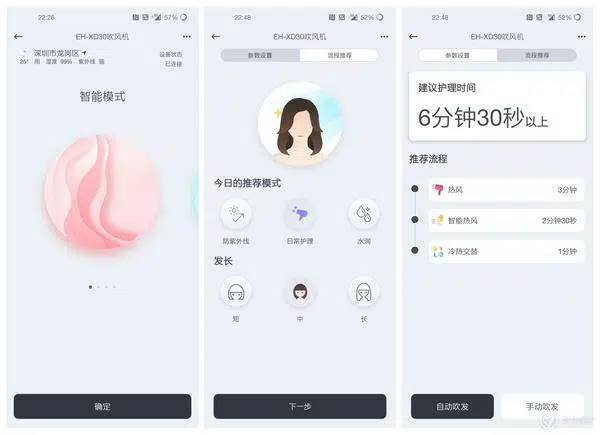 22:26
57%
EH-XD30吹风机
深圳市龙岗区
设备状态
25° 雨 湿度 99% 紫外线 弱
已连接
智能模式
确定
22:48
52%
EH-XD30吹风机
参数设置
流程推荐
今日的推荐模式
防紫外线
日常护理
水润
发长
短
中
长
下一步
22:48
52%
EH-XD30吹风机
参数设置
流程推荐
建议护理时间
6分钟30秒以上
推荐流程
热风
3分钟
智能热风
2分钟30秒
冷热交替
1分钟
自动吹发
手动吹发